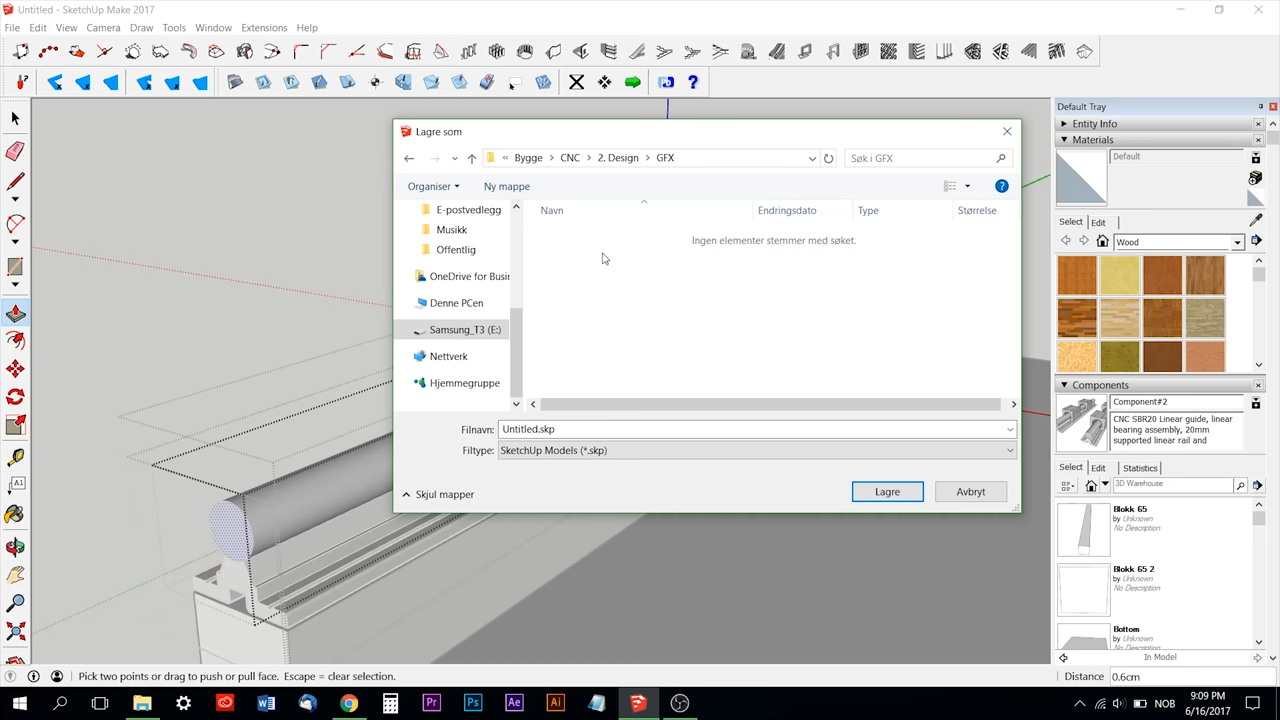 Untitled - SketchUp Make 2017
File Edit View Camera Draw Tools Window Extensions Help
Lagre som
« Bygge > CNC > 2. Design > GFX
Søk i GFX
Organiser
Ny mappe
E-postvedlegg
Musikk
Offentlig
OneDrive for Busi
Denne PCen
Samsung_T3 (E:)
Nettverk
Hjemmegruppe
Navn Endringsdato Type Størrelse
Ingen elementer stemmer med søket.
Filnavn: Untitled.skp
Filtype: SketchUp Models (*.skp)
Skjul mapper
Lagre
Avbryt
Default Tray
Entity Info
Materials
Default
Select Edit
Wood
Components
Component#2
CNC SBR20 Linear guide, linear
bearing assembly, 20mm
supported linear rail and
Select Edit Statistics
3D Warehouse
Blokk 65
by Unknown
No Description
Blokk 65 2
by Unknown
No Description
Bottom
by Unknown
No Description
In Model
Pick two points or drag to push or pull face. Escape = clear selection.
Distance 0.6cm
A1
Pr
Ps
Ae
Ai
NOB
9:09 PM
6/16/2017